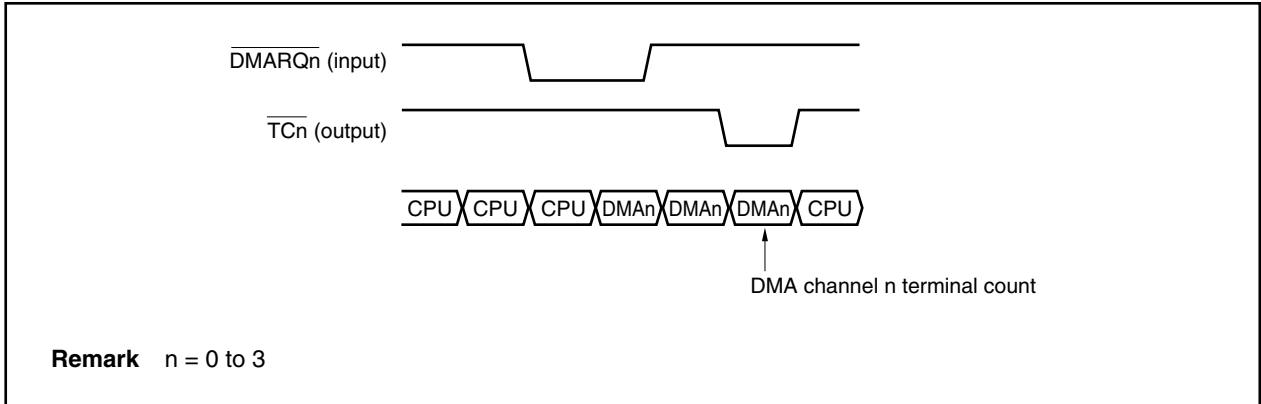 DMARQn (input)
TCn (output)
CPU CPU CPU DMAn DMAn DMAn CPU
DMA channel n terminal count
Remark n = 0 to 3